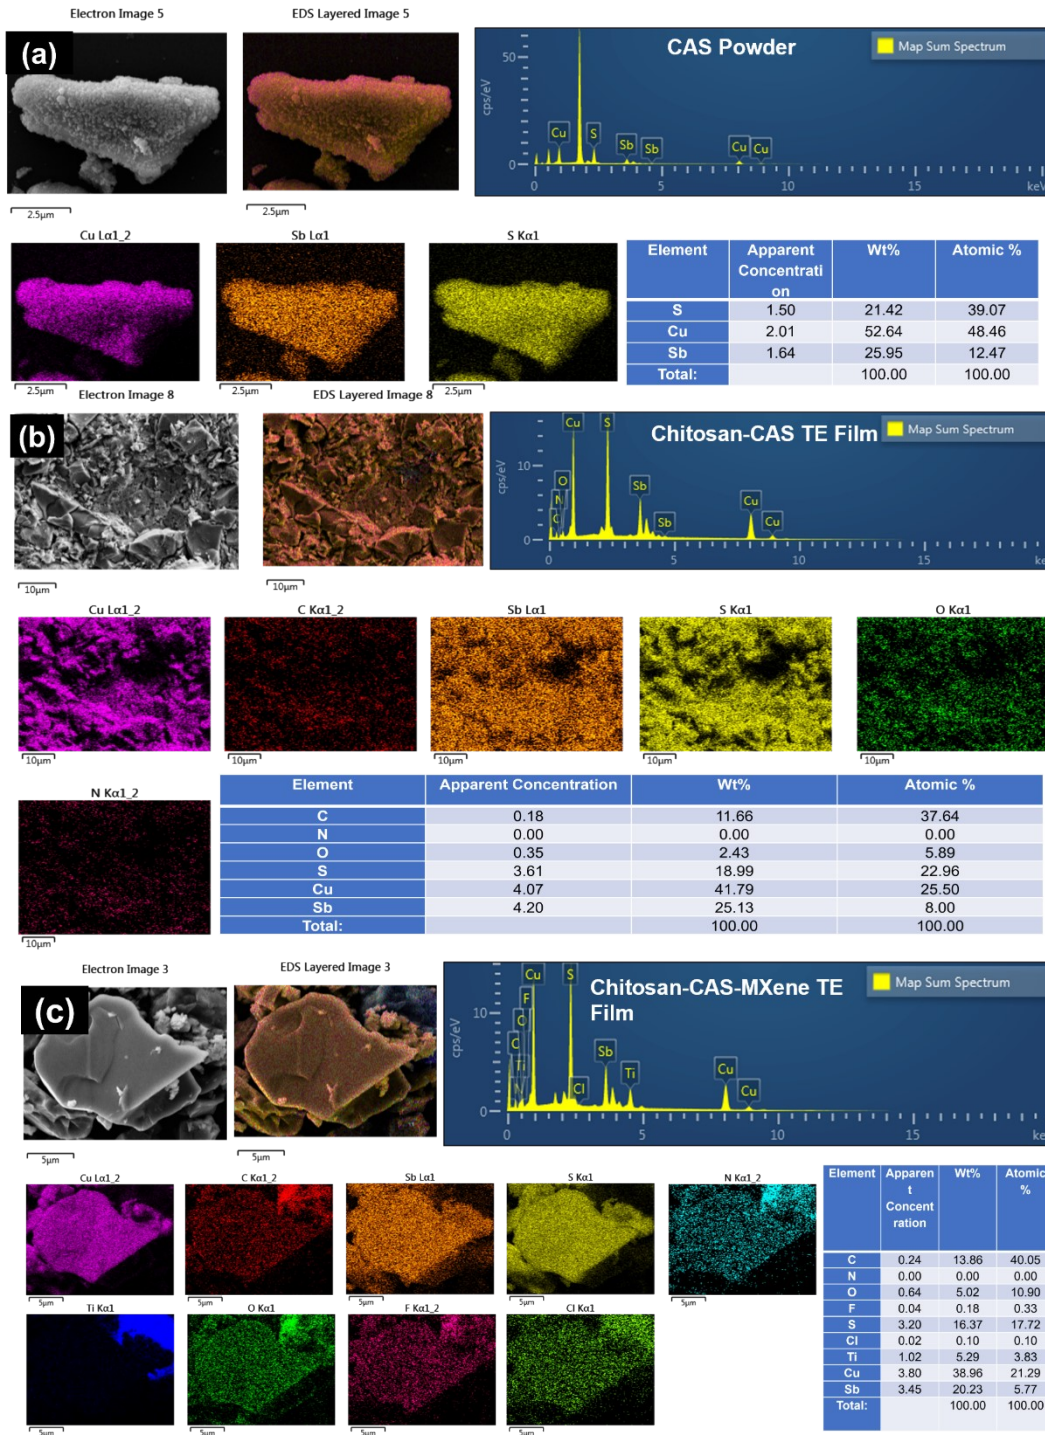 Electron Image 5
EDS Layered Image 5
(a)
2.5µm
2.5µm
CAS Powder
Map Sum Spectrum
cps/eV
50
0
Cu
S
Sb
Sb
Cu
Cu
0
5
10
15
keV
Cu Lα1_2
Sb Lα1
S Kα1
2.5µm
2.5µm
2.5µm
Element Apparent Concentrati on Wt% Atomic %
S 1.50 21.42 39.07
Cu 2.01 52.64 48.46
Sb 1.64 25.95 12.47
Total: 100.00 100.00
Electron Image 8
EDS Layered Image 8
(b)
10µm
10µm
Chitosan-CAS TE Film
Map Sum Spectrum
cps/eV
10
0
Cu
S
O
N
C
Sb
Sb
Cu
Cu
0
5
10
15
ke
Cu Lα1_2
C Kα1_2
Sb Lα1
S Kα1
O Kα1
10µm
10µm
10µm
10µm
10µm
N Kα1_2
10µm
Element Apparent Concentration Wt% Atomic %
C 0.18 11.66 37.64
N 0.00 0.00 0.00
O 0.35 2.43 5.89
S 3.61 18.99 22.96
Cu 4.07 41.79 25.50
Sb 4.20 25.13 8.00
Total: 100.00 100.00
Electron Image 3
EDS Layered Image 3
(c)
5µm
5µm
Chitosan-CAS-MXene TE
Film
Map Sum Spectrum
cps/eV
10
0
Cu
S
F
O
C
Ti
N
Cl
Sb
Ti
Cu
Cu
0
5
10
15
ke
Cu Lα1_2
C Kα1_2
Sb Lα1
S Kα1
N Kα1_2
5µm
5µm
5µm
5µm
5µm
Ti Kα1
O Kα1
F Kα1_2
Cl Kα1
5µm
5µm
5µm
5µm
Element Apparen t Concent ration Wt% Atomic %
C 0.24 13.86 40.05
N 0.00 0.00 0.00
O 0.64 5.02 10.90
F 0.04 0.18 0.33
S 3.20 16.37 17.72
Cl 0.02 0.10 0.10
Ti 1.02 5.29 3.83
Cu 3.80 38.96 21.29
Sb 3.45 20.23 5.77
Total: 100.00 100.00